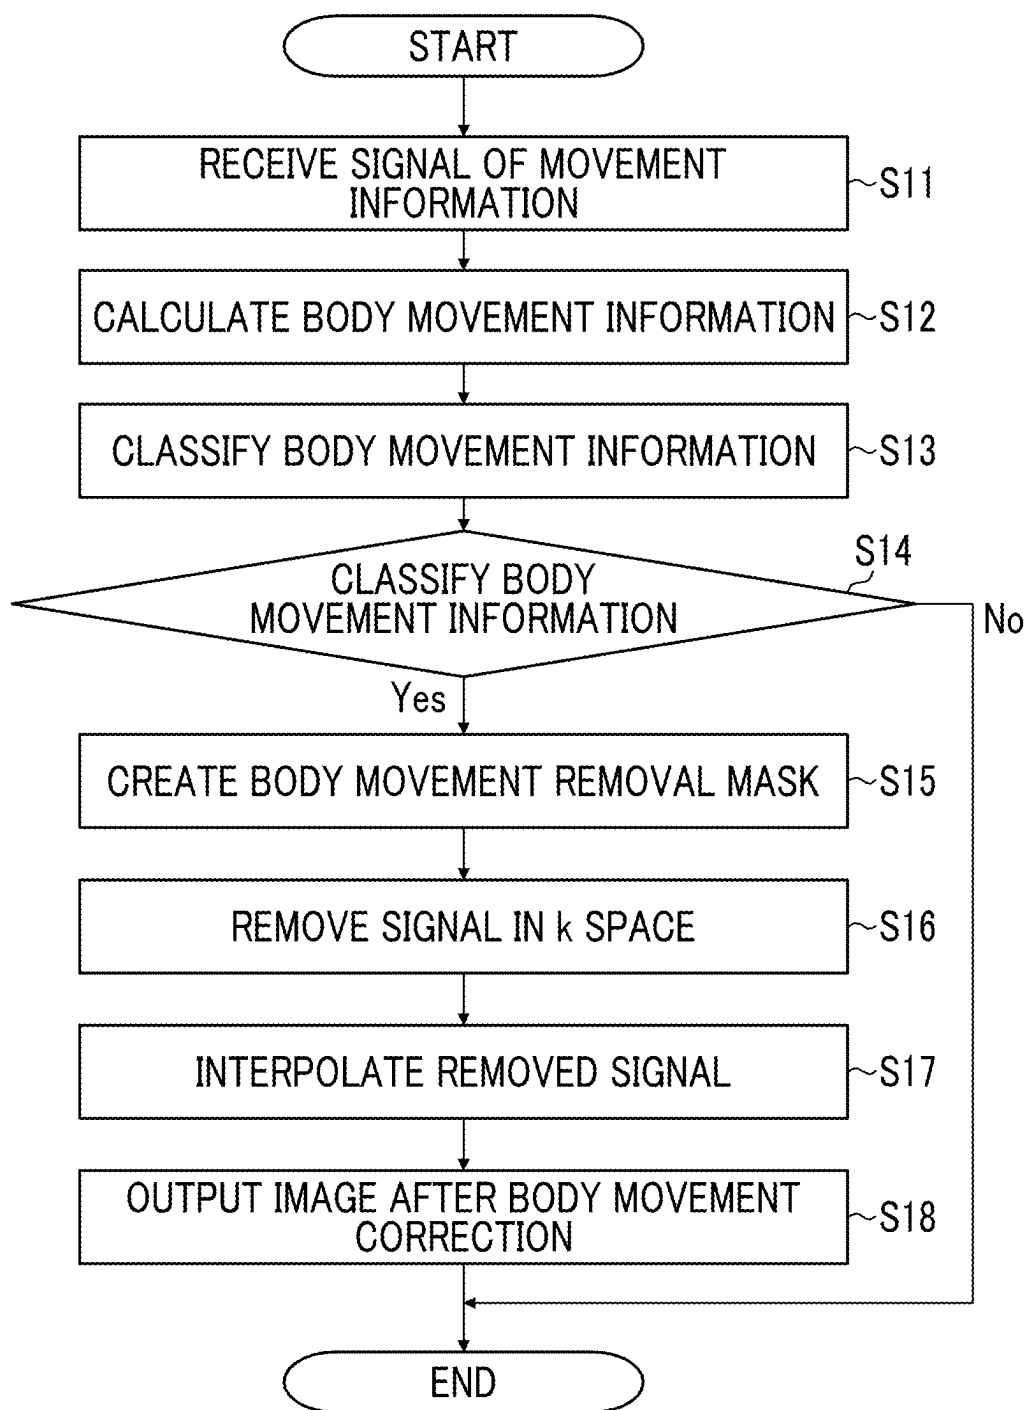 START
RECEIVE SIGNAL OF MOVEMENT
INFORMATION
S11
CALCULATE BODY MOVEMENT INFORMATION
S12
CLASSIFY BODY MOVEMENT INFORMATION
S13
S14
CLASSIFY BODY
MOVEMENT INFORMATION
No
Yes
CREATE BODY MOVEMENT REMOVAL MASK
S15
REMOVE SIGNAL IN k SPACE
S16
INTERPOLATE REMOVED SIGNAL
S17
OUTPUT IMAGE AFTER BODY MOVEMENT
CORRECTION
S18
END